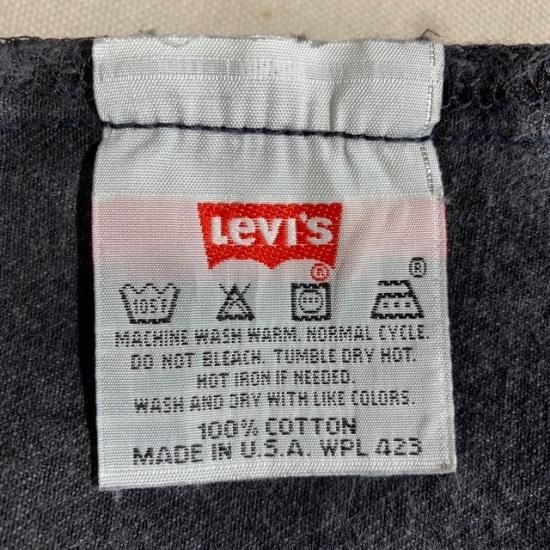 Levi's
®
®
105°F
MACHINE WASH WARM. NORMAL CYCLE.
DO NOT BLEACH. TUMBLE DRY HOT.
HOT IRON IF NEEDED.
WASH AND DRY WITH LIKE COLORS.
100% COTTON
MADE IN U.S.A. WPL 423